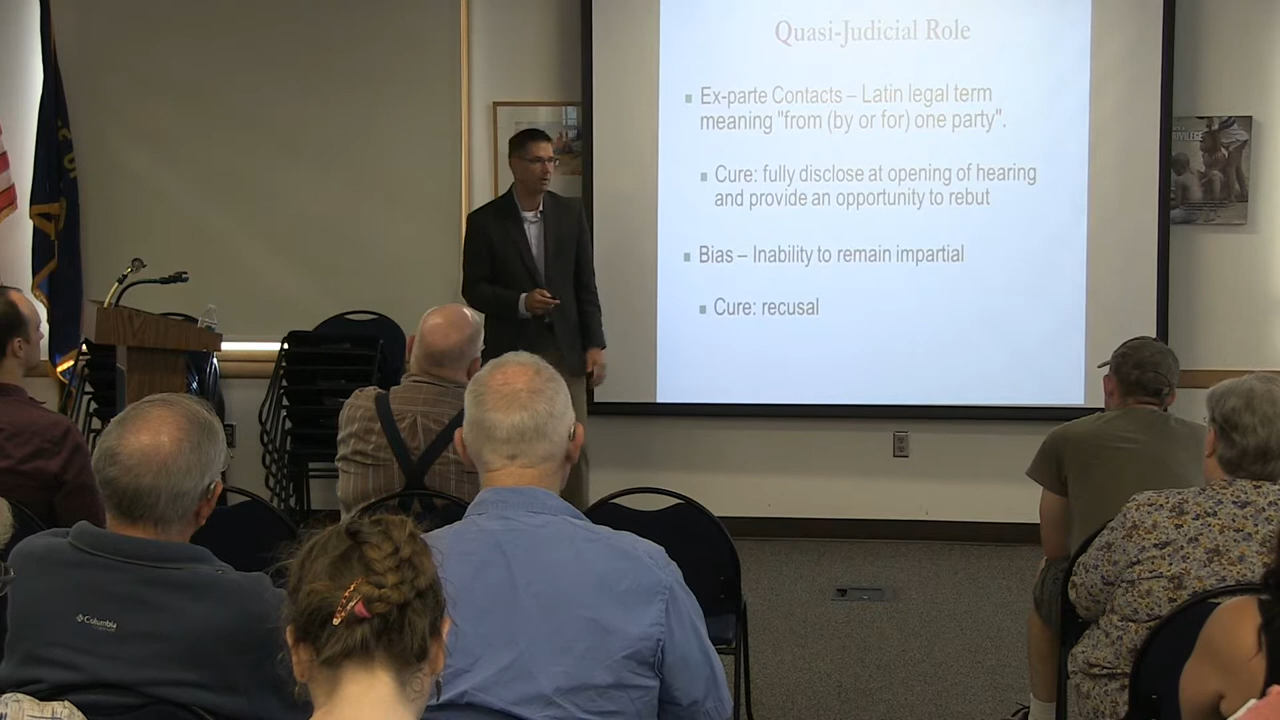 Quasi-Judicial Role
Ex-parte Contacts – Latin legal term
meaning "from (by or for) one party".
Cure: fully disclose at opening of hearing
and provide an opportunity to rebut
Bias – Inability to remain impartial
Cure: recusal
Columbia